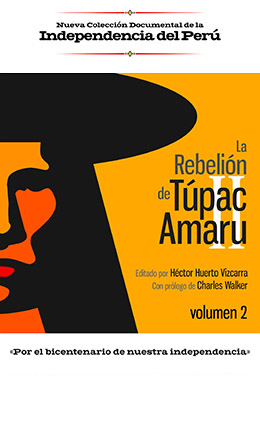 Nueva Colección Documental de la
Independencia del Perú
La
Rebelión
de Túpac
Amaru II
Editado por Héctor Huerto Vizcarra
Con prólogo de Charles Walker
volumen 2
«Por el bicentenario de nuestra independencia»